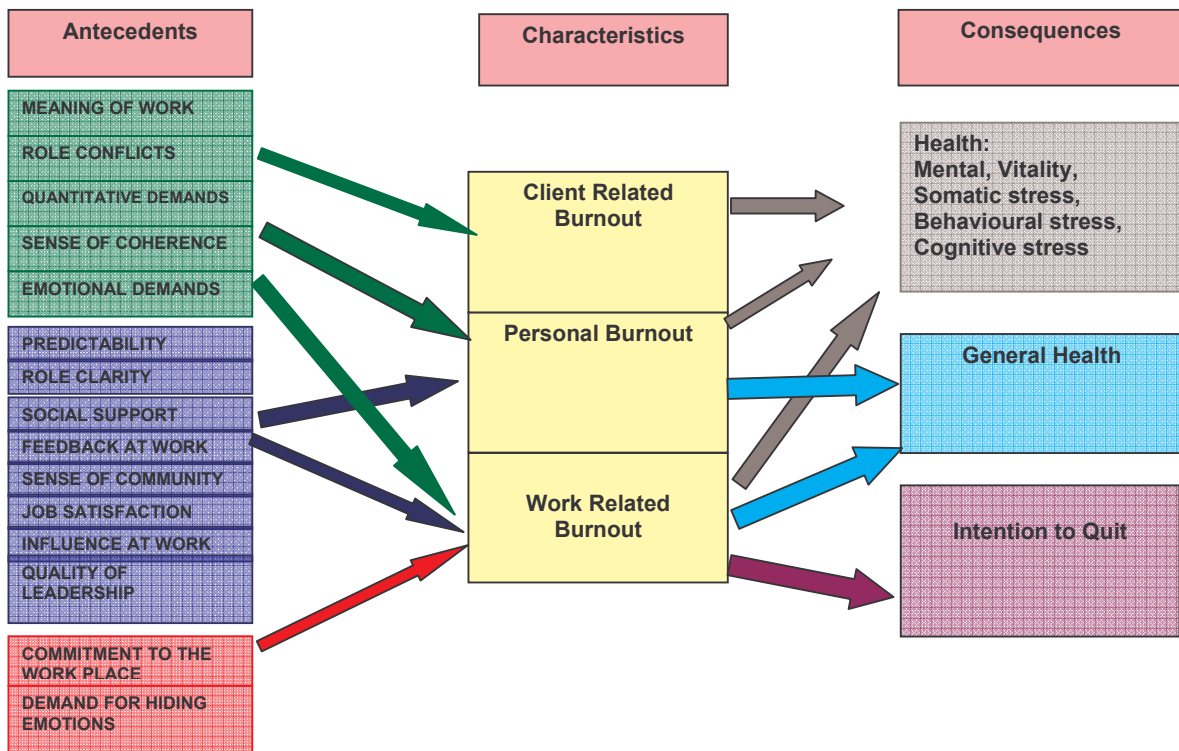 Antecedents
MEANING OF WORK
ROLE CONFLICTS
QUANTITATIVE DEMANDS
SENSE OF COHERENCE
EMOTIONAL DEMANDS
PREDICTABILITY
ROLE CLARITY
SOCIAL SUPPORT
FEEDBACK AT WORK
SENSE OF COMMUNITY
JOB SATISFACTION
INFLUENCE AT WORK
QUALITY OF
LEADERSHIP
COMMITMENT TO THE
WORK PLACE
DEMAND FOR HIDING
EMOTIONS
Characteristics
Client Related
Burnout
Personal Burnout
Work Related
Burnout
Consequences
Health:
Mental, Vitality,
Somatic stress,
Behavioural stress,
Cognitive stress
General Health
Intention to Quit